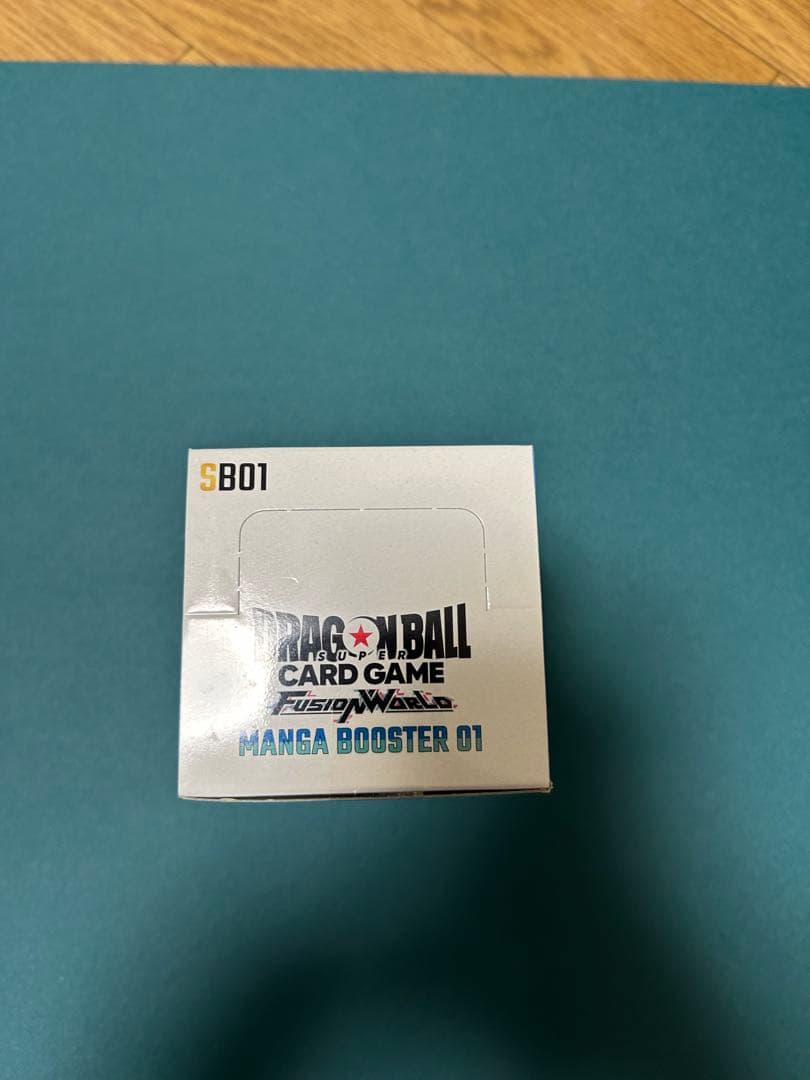 SB01
DRAGON BALL
SUPER
CARD GAME
FUSION WORLD
MANGA BOOSTER 01